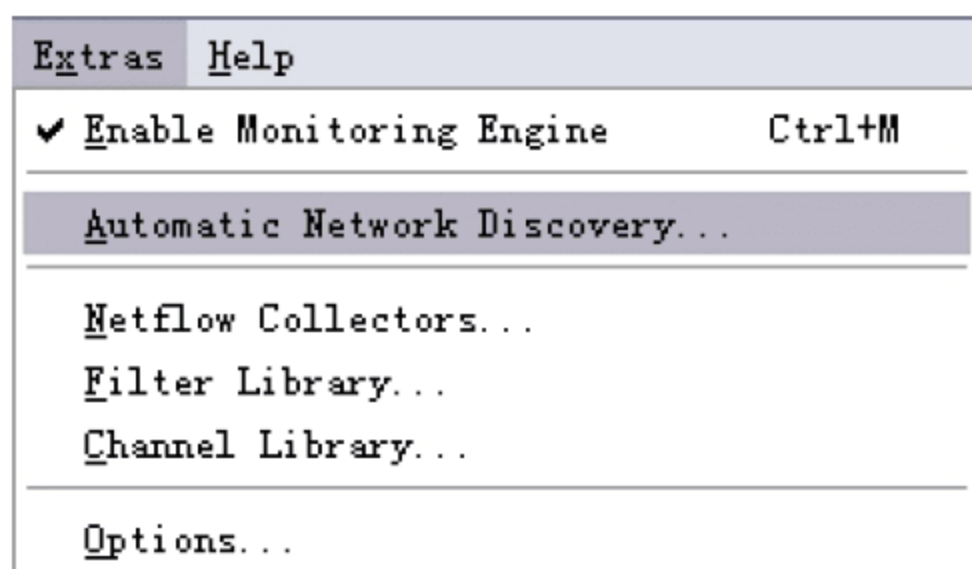 Extras Help
✔ Enable Monitoring Engine Ctrl+M
Automatic Network Discovery...
Netflow Collectors...
Filter Library...
Channel Library...
Options...